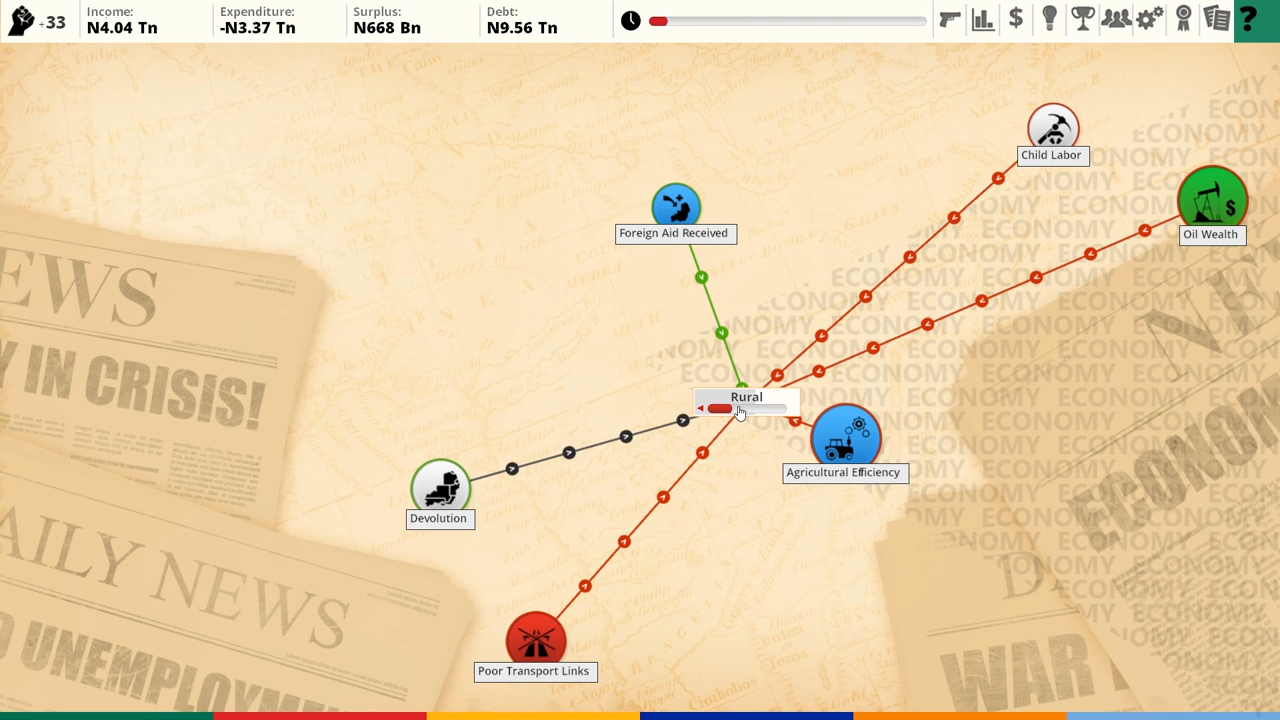 +33
Income:
N4.04 Tn
Expenditure:
-N3.37 Tn
Surplus:
N668 Bn
Debt:
N9.56 Tn
?
Child Labor
Foreign Aid Received
$
Oil Wealth
Rural
Agricultural Efficiency
Devolution
Poor Transport Links
EWS
Y IN CRISIS!
AILY NEWS
UNEMPLOYM
ECONOMY
NE
ECONOM
WAR